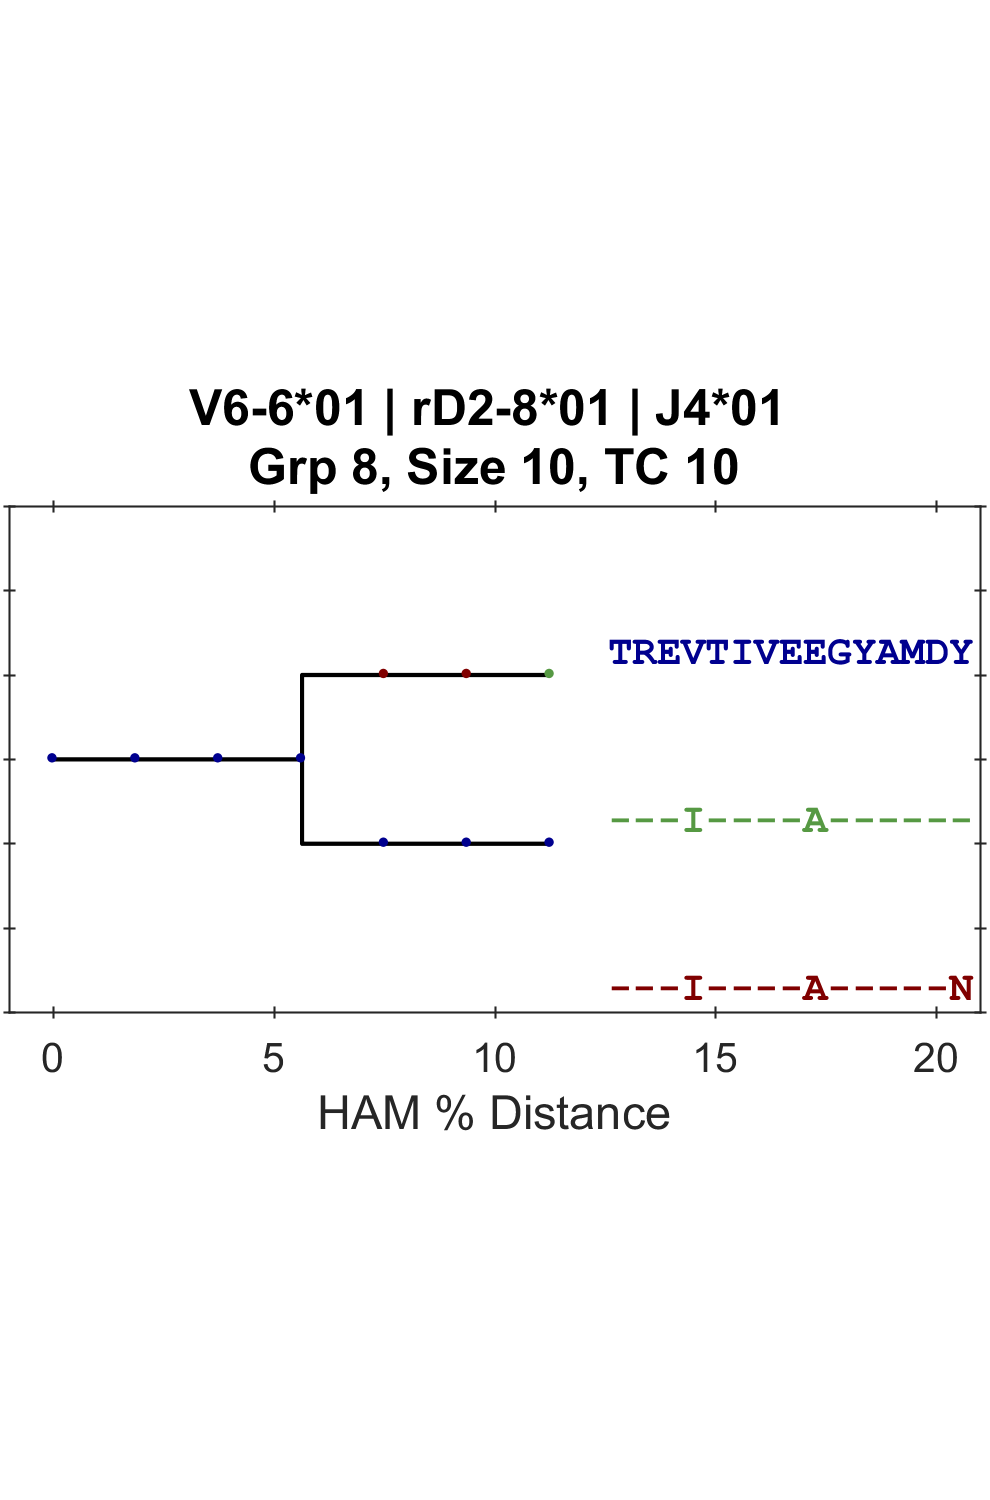 V6-6*01 | rD2-8*01 | J4*01
Grp 8, Size 10, TC 10
TREVTIVEEGYAMDY
---I----A------
---I----A-----N
0 5 10 15 20
HAM % Distance